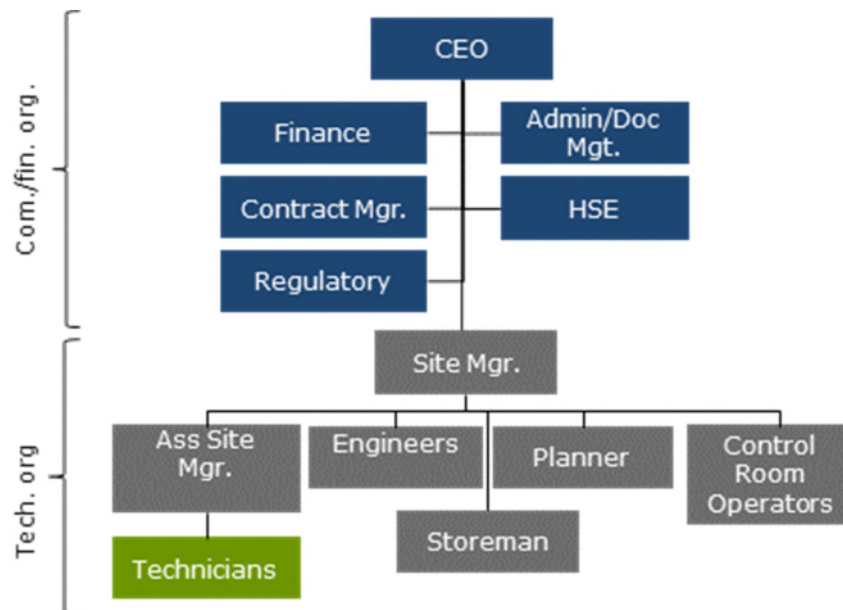 CEO
Com./fin. org.
Finance
Admin/Doc
Mgt.
Contract Mgr.
HSE
Regulatory
Site Mgr.
Tech. org
Ass Site
Mgr.
Engineers
Planner
Control
Room
Operators
Storeman
Technicians